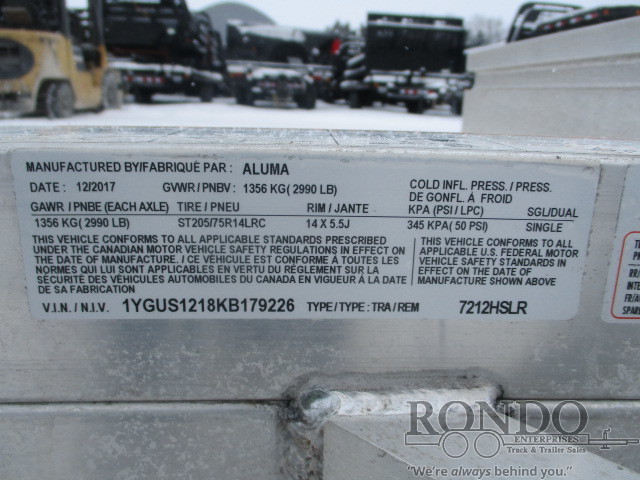 MANUFACTURED BY/FABRIQUÉ PAR : ALUMA
DATE : 12/2017 GVWR / PNBV : 1356 KG( 2990 LB)
GAWR / PNBE (EACH AXLE) TIRE / PNEU RIM / JANTE COLD INFL. PRESS. / PRESS. DE GONFL. À FROID KPA (PSI / LPC) SGL/DUAL
1356 KG( 2990 LB) ST205/75R14LRC 14 X 5.5J 345 KPA( 50 PSI) SINGLE
THIS VEHICLE CONFORMS TO ALL APPLICABLE STANDARDS PRESCRIBED
UNDER THE CANADIAN MOTOR VEHICLE SAFETY REGULATIONS IN EFFECT ON
THE DATE OF MANUFACTURE. / CE VÉHICULE EST CONFORME À TOUTES LES
NORMES QUI LUI SONT APPLICABLES EN VERTU DU RÈGLEMENT SUR LA
SÉCURITÉ DES VÉHICULES AUTOMOBILES DU CANADA EN VIGUEUR À LA DATE
DE SA FABRICATION
THIS VEHICLE CONFORMS TO ALL
APPLICABLE U.S. FEDERAL MOTOR
VEHICLE SAFETY STANDARDS IN
EFFECT ON THE DATE OF
MANUFACTURE SHOWN ABOVE
V.I.N. / N.I.V. 1YGUS1218KB179226 TYPE / TYPE : TRA / REM 7212HSLR
RONDO
ENTERPRISES
Truck & Trailer Sales
"We're always behind you."